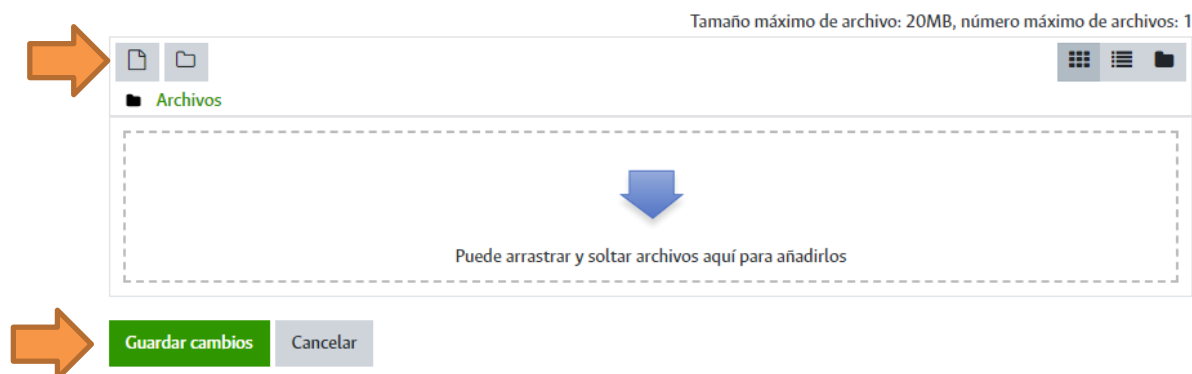 Tamaño máximo de archivo: 20MB, número máximo de archivos: 1
Archivos
Puede arrastrar y soltar archivos aquí para añadirlos
Guardar cambios Cancelar